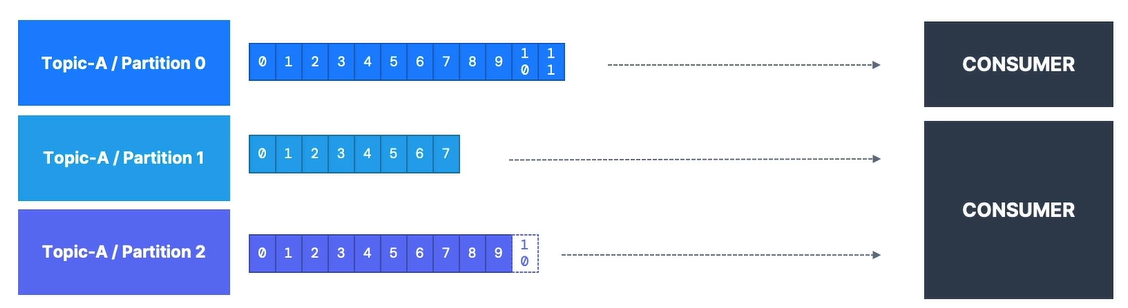 Topic-A / Partition 0
0 1 2 3 4 5 6 7 8 9 10 11
CONSUMER
Topic-A / Partition 1
0 1 2 3 4 5 6 7
CONSUMER
Topic-A / Partition 2
0 1 2 3 4 5 6 7 8 9 10